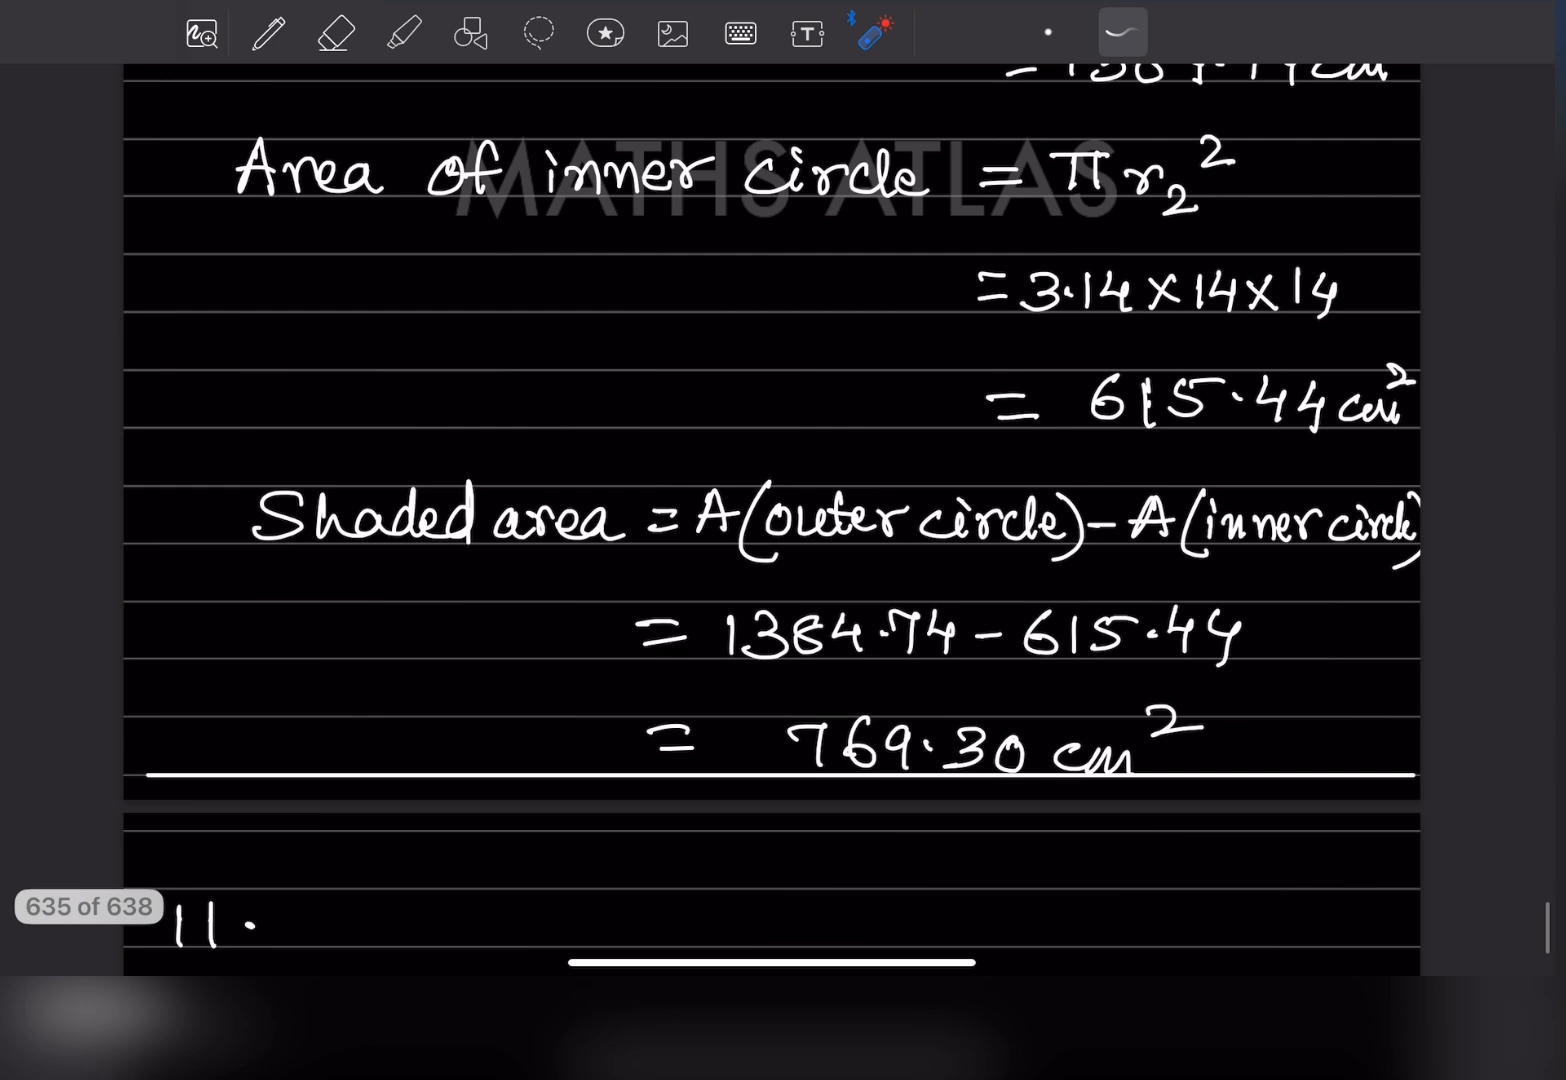 Area of inner circle = πr₂²
MATHS ATLAS
= 3.14 × 14 × 14
= 615.44 cm²
Shaded area = A(outer circle) - A(inner circle)
= 1384.74 - 615.44
= 769.30 cm²
635 of 638
11.